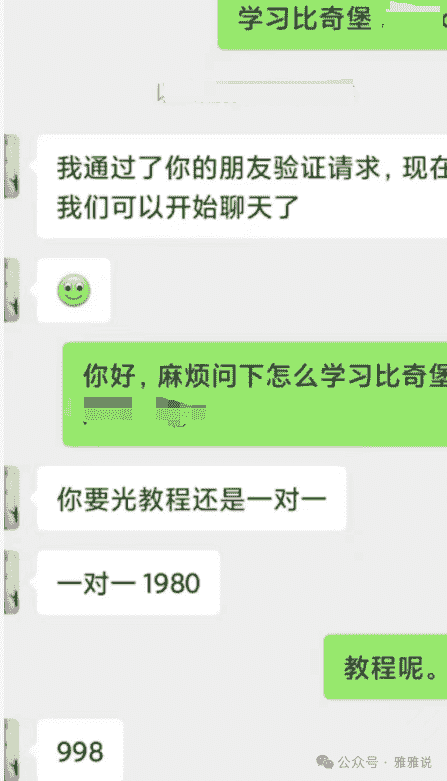 学习比奇堡
我通过了你的朋友验证请求，现在
我们可以开始聊天了
你好，麻烦问下怎么学习比奇堡
你要光教程还是一对一
一对一 1980
教程呢。
998
公众号 · 雅雅说